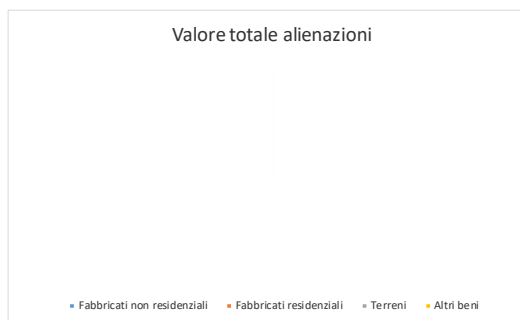 Valore totale alienazioni
Fabbricati non residenziali Fabbricati residenziali Terreni Altri beni